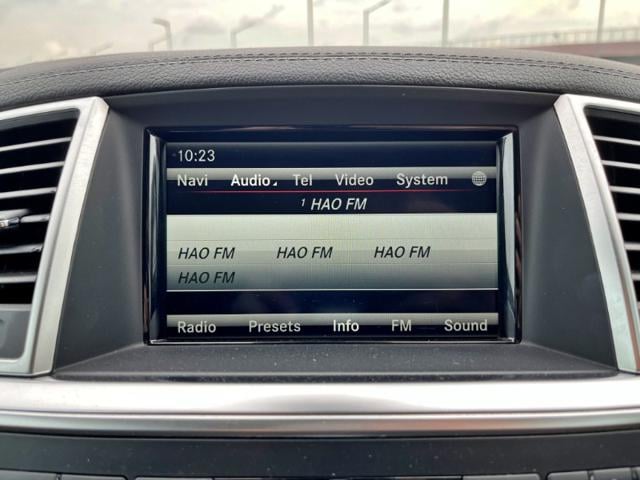 10:23
Navi Audio Tel Video System
1 HAO FM
HAO FM HAO FM HAO FM
HAO FM
Radio Presets Info FM Sound